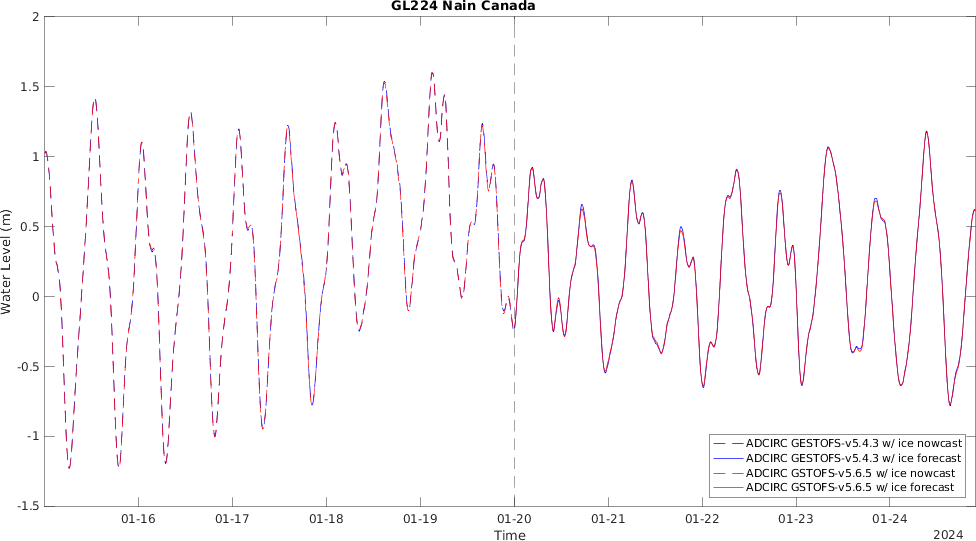 GL224 Nain Canada
2
1.5
1
0.5
0
-0.5
-1
-1.5
Water Level (m)
ADCIRC GESTOFS-v5.4.3 w/ ice nowcast
ADCIRC GESTOFS-v5.4.3 w/ ice forecast
ADCIRC GSTOFS-v5.6.5 w/ ice nowcast
ADCIRC GSTOFS-v5.6.5 w/ ice forecast
01-16 01-17 01-18 01-19 01-20 01-21 01-22 01-23 01-24
Time
2024